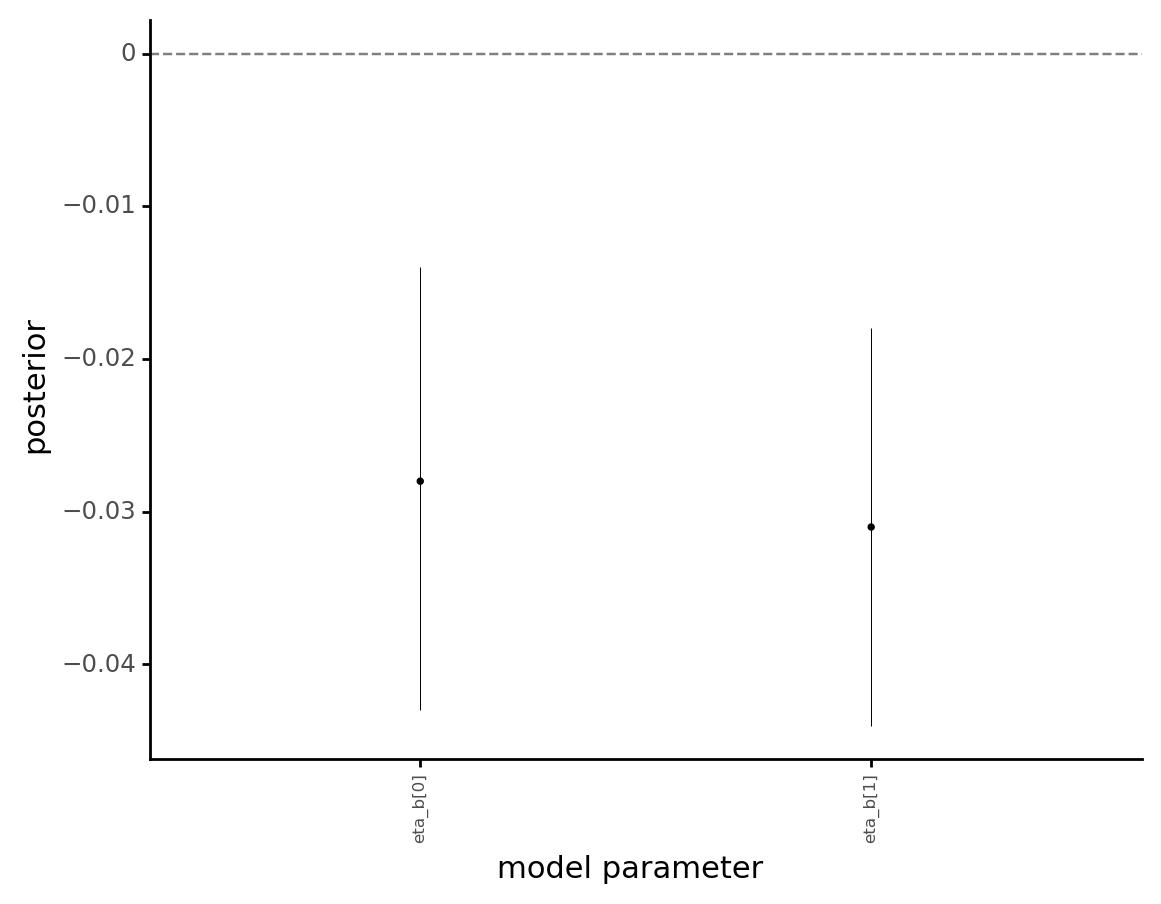 0
−0.01
−0.02
−0.03
−0.04
posterior
eta_b[0]
eta_b[1]
model parameter